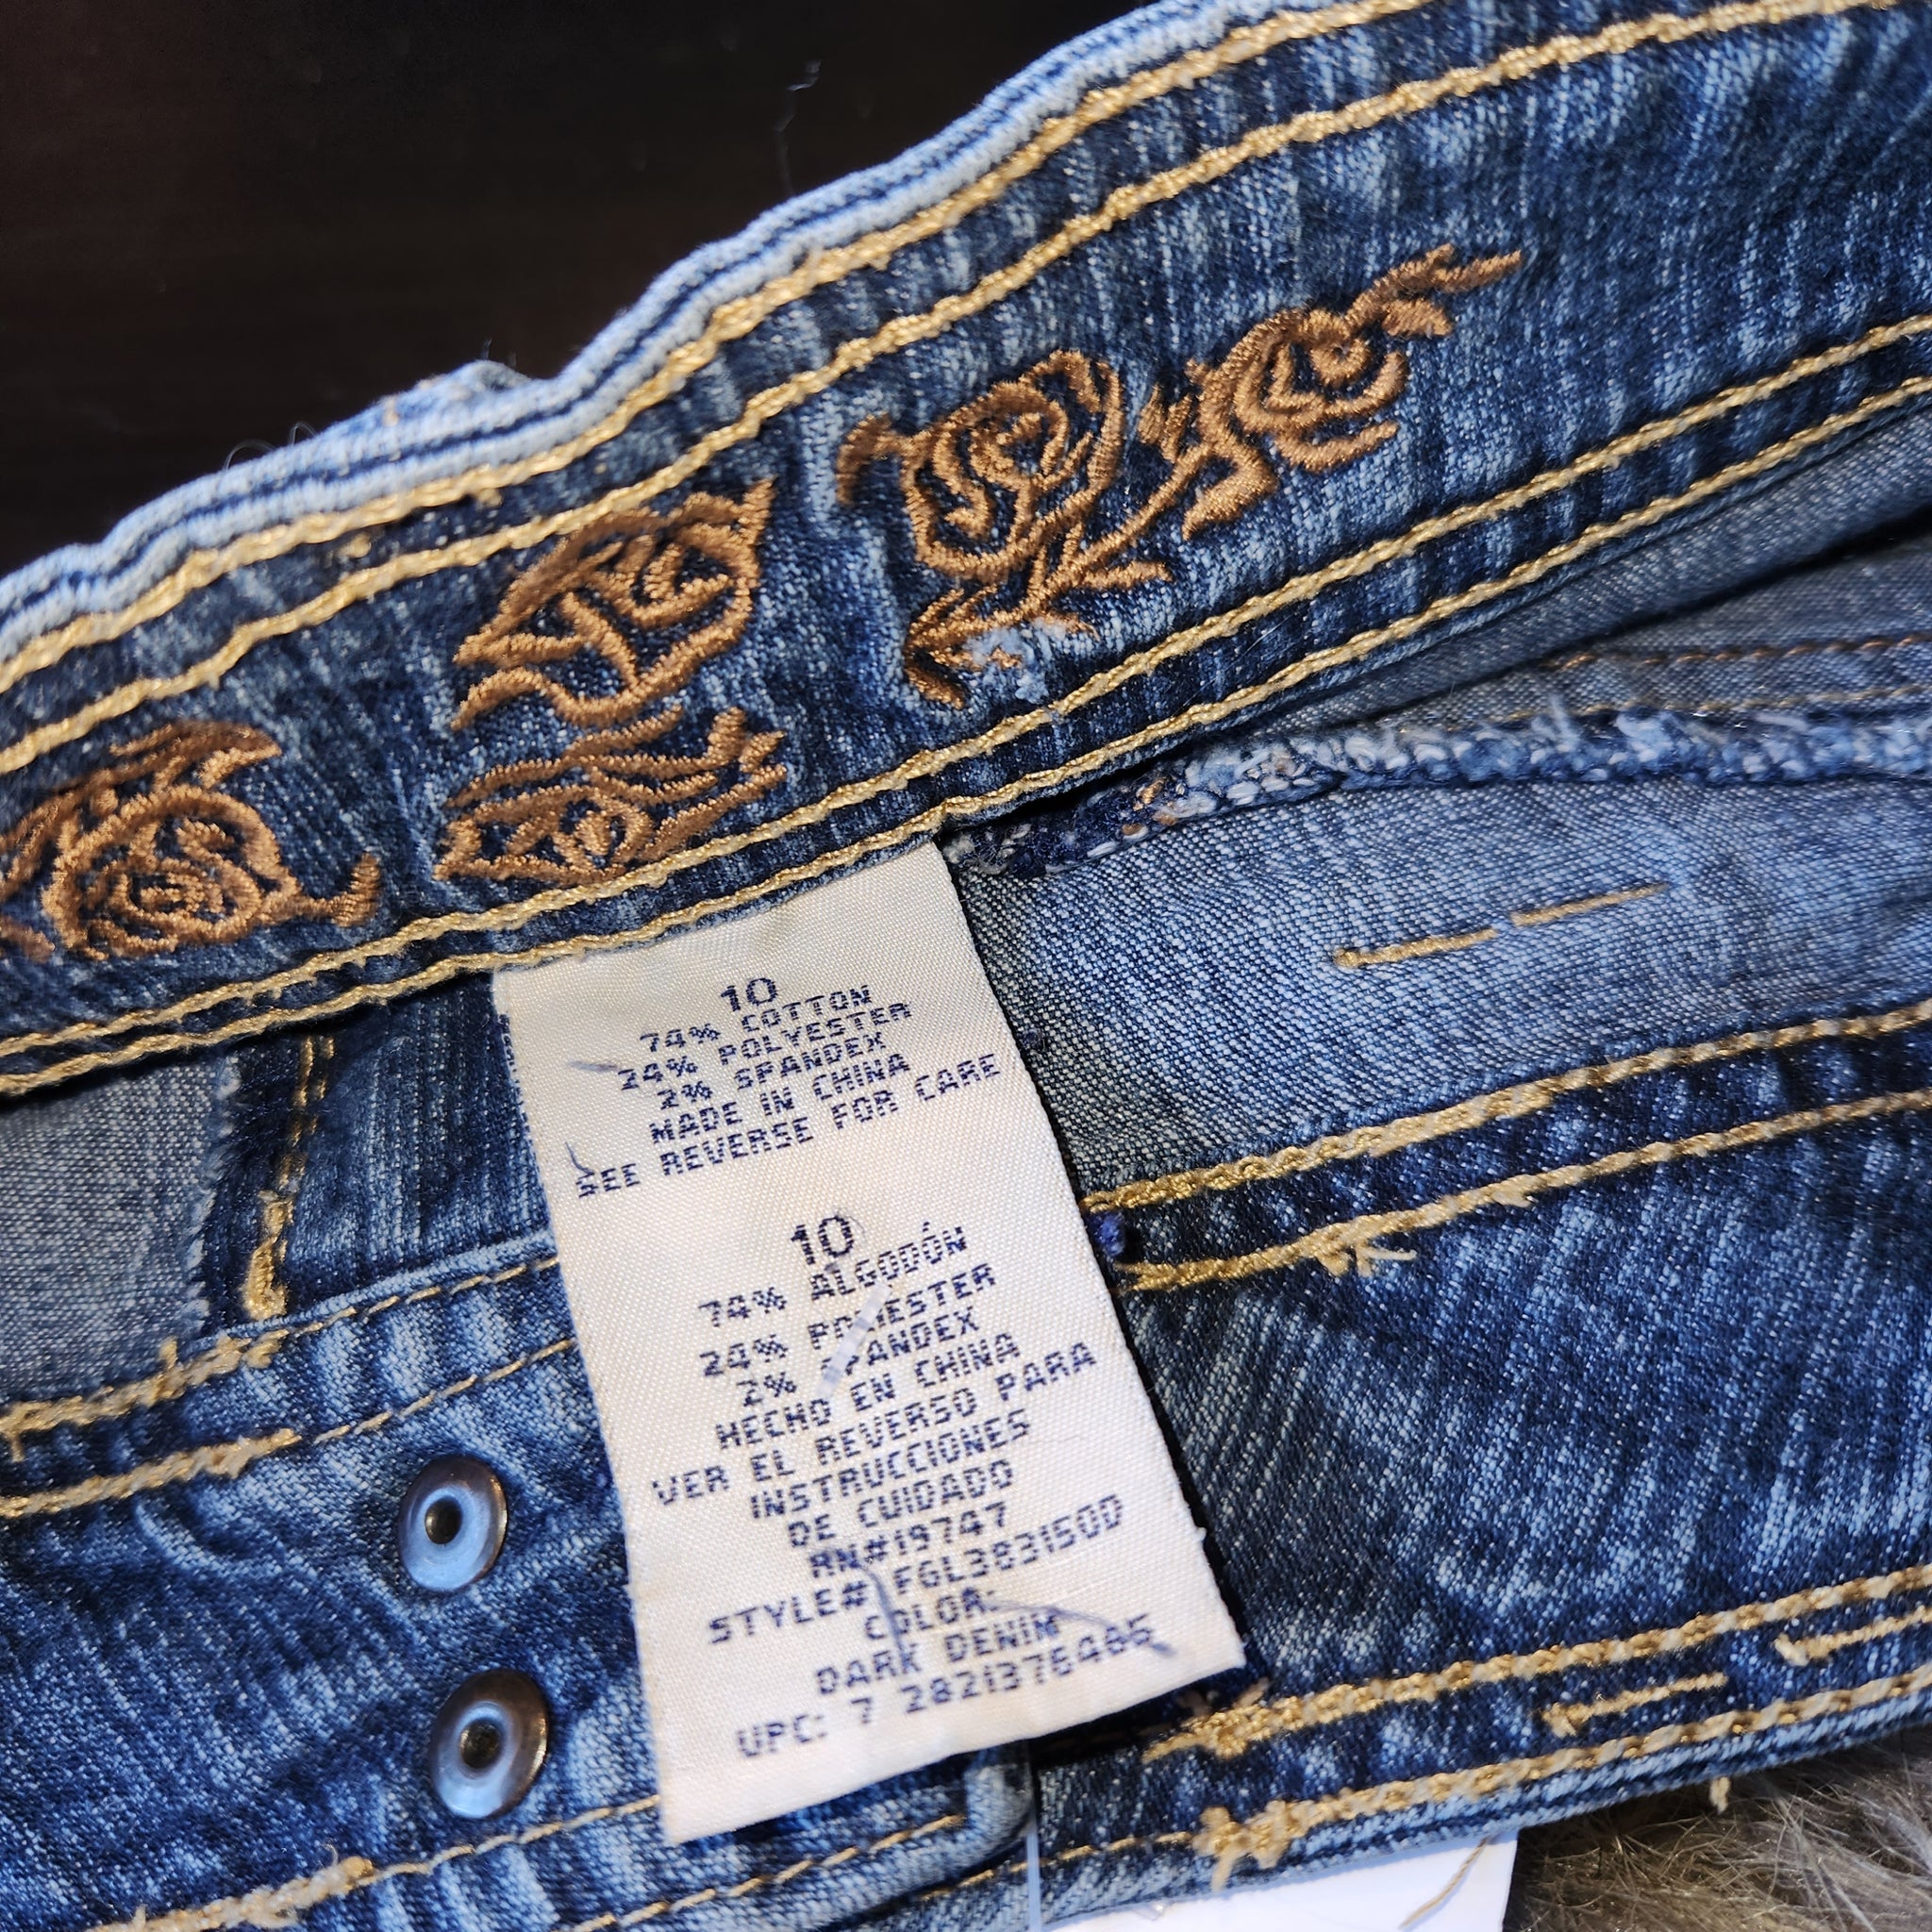 10
74% COTTON
24% POLYESTER
2% SPANDEX
MADE IN CHINA
SEE REVERSE FOR CARE
10
74% ALGODÓN
24% POLIESTER
2% SPANDEX
HECHO EN CHINA
VER EL REVERSO PARA
INSTRUCCIONES
DE CUIDADO
RN#19747
STYLE# F6L383150D
COLOR:
DARK DENIM
UPC: 7 2821376485